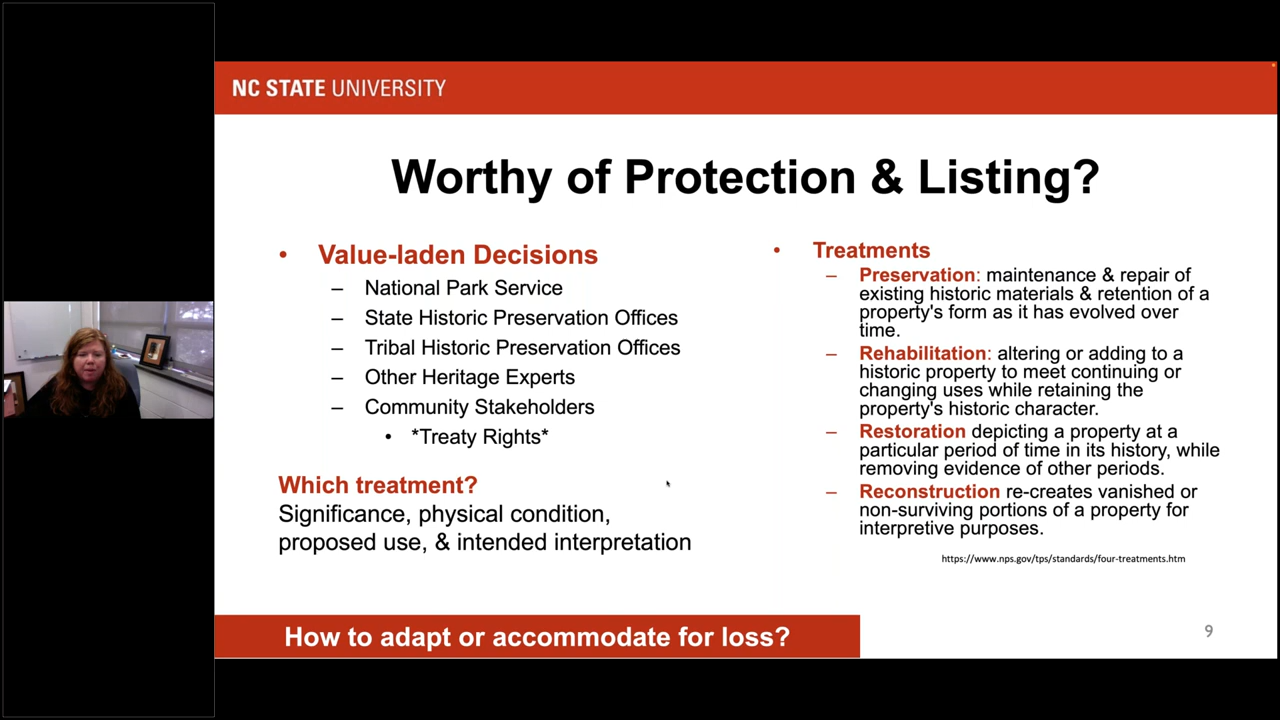 NC STATE UNIVERSITY
Worthy of Protection & Listing?
• Value-laden Decisions
– National Park Service
– State Historic Preservation Offices
– Tribal Historic Preservation Offices
– Other Heritage Experts
– Community Stakeholders
• *Treaty Rights*
Which treatment?
Significance, physical condition,
proposed use, & intended interpretation
• Treatments
– Preservation: maintenance & repair of
existing historic materials & retention of a
property's form as it has evolved over
time.
– Rehabilitation: altering or adding to a
historic property to meet continuing or
changing uses while retaining the
property's historic character.
– Restoration depicting a property at a
particular period of time in its history, while
removing evidence of other periods.
– Reconstruction re-creates vanished or
non-surviving portions of a property for
interpretive purposes.
https://www.nps.gov/tps/standards/four-treatments.htm
How to adapt or accommodate for loss?
9